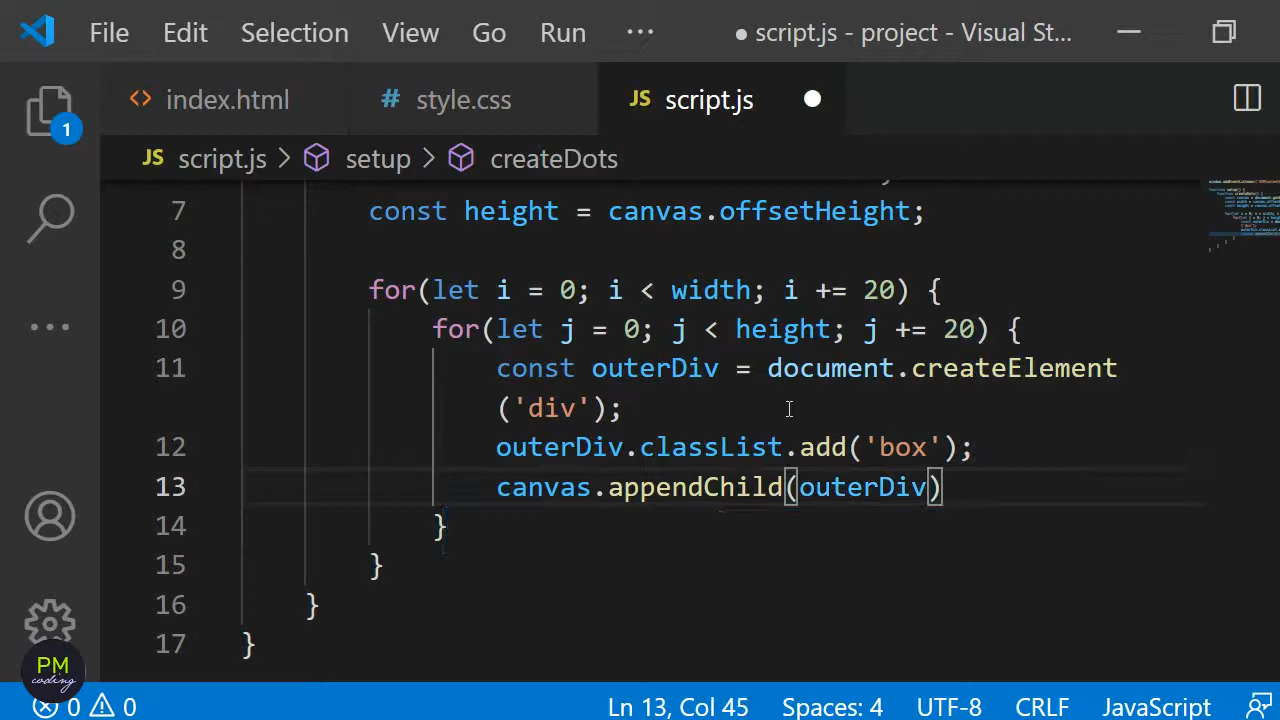 File Edit Selection View Go Run ··· ● script.js - project - Visual St...
<> index.html # style.css JS script.js ●
JS script.js > setup > createDots
7 const height = canvas.offsetHeight;
8
9 for(let i = 0; i < width; i += 20) {
10 for(let j = 0; j < height; j += 20) {
11 const outerDiv = document.createElement
('div');
12 outerDiv.classList.add('box');
13 canvas.appendChild(outerDiv)
14 }
15 }
16 }
17 }
1
PM
coding
0 0 Ln 13, Col 45 Spaces: 4 UTF-8 CRLF JavaScript